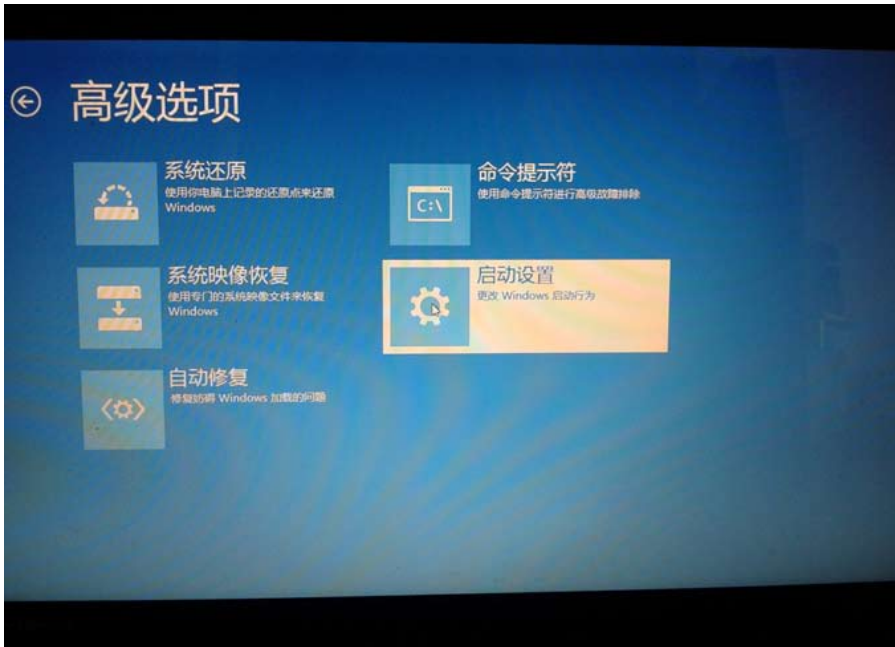 高级选项
系统还原
使用你电脑上记录的还原点来还原
Windows
命令提示符
使用命令提示符进行高级故障排除
C:\
系统映像恢复
使用专门的系统映像文件来恢复
Windows
启动设置
更改 Windows 启动行为
自动修复
修复妨碍 Windows 加载的问题